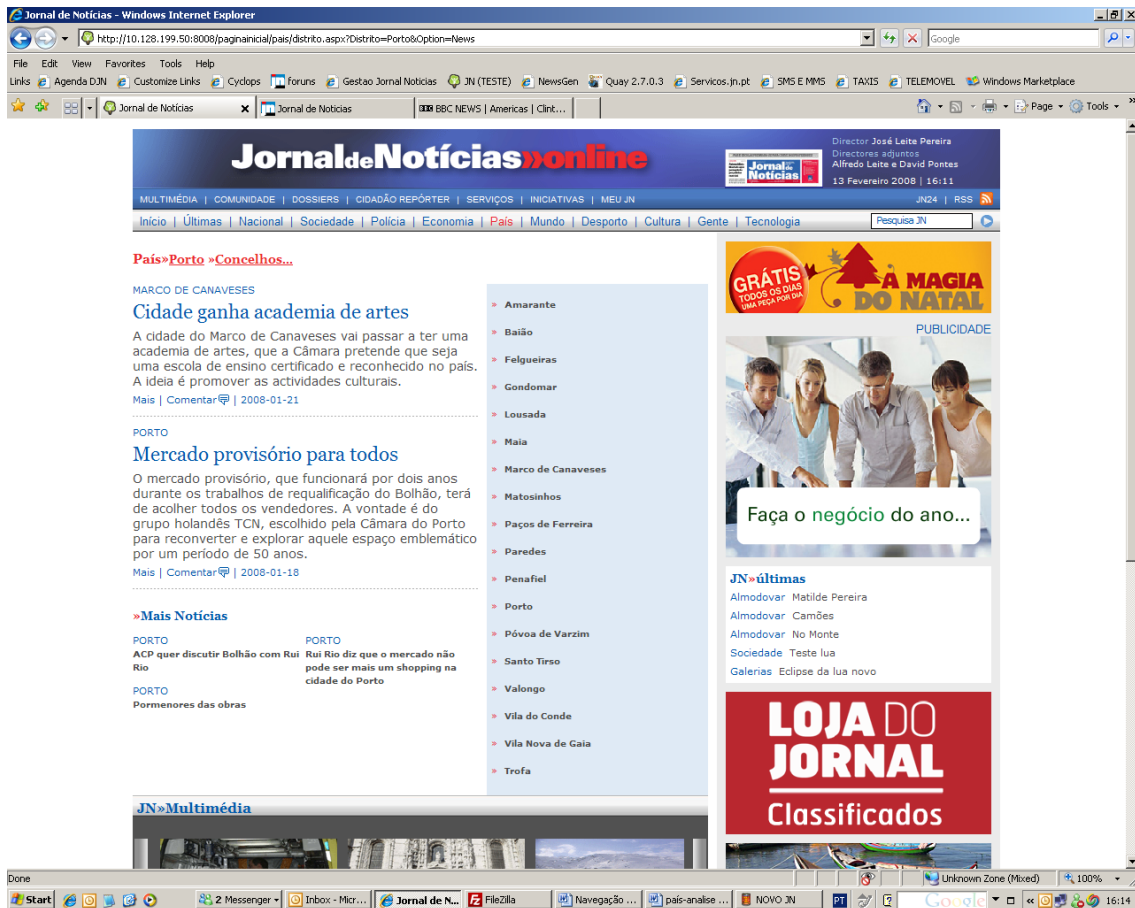 Jornal de Notícias - Windows Internet Explorer
http://10.128.199.50:8008/paginainicial/pais/distrito.aspx?Distrito=Porto&Option=News
Google
File Edit View Favorites Tools Help
Links Agenda DJN Customize Links Cyclops foruns Gestao Jornal Noticias JN (TESTE) NewsGen Quay 2.7.0.3 Servicos.jn.pt SMS E MMS TAXIS TELEMOVEL Windows Marketplace
Jornal de Notícias Jornal de Noticias BBC NEWS | Americas | Clint... Page Tools
JornaldeNotícias»online
Jornal de Notícias
Director José Leite Pereira
Directores adjuntos
Alfredo Leite e David Pontes
13 Fevereiro 2008 | 16:11
MULTIMÉDIA | COMUNIDADE | DOSSIERS | CIDADÃO REPÓRTER | SERVIÇOS | INICIATIVAS | MEU JN JN24 | RSS
Início | Últimas | Nacional | Sociedade | Polícia | Economia | País | Mundo | Desporto | Cultura | Gente | Tecnologia Pesquisa JN
País»Porto »Concelhos...
MARCO DE CANAVESES
Cidade ganha academia de artes
A cidade do Marco de Canaveses vai passar a ter uma
academia de artes, que a Câmara pretende que seja
uma escola de ensino certificado e reconhecido no país.
A ideia é promover as actividades culturais.
Mais | Comentar | 2008-01-21
PORTO
Mercado provisório para todos
O mercado provisório, que funcionará por dois anos
durante os trabalhos de requalificação do Bolhão, terá
de acolher todos os vendedores. A vontade é do
grupo holandês TCN, escolhido pela Câmara do Porto
para reconverter e explorar aquele espaço emblemático
por um período de 50 anos.
Mais | Comentar | 2008-01-18
»Mais Notícias
PORTO
ACP quer discutir Bolhão com Rui
Rio
PORTO
Pormenores das obras
PORTO
Rui Rio diz que o mercado não
pode ser mais um shopping na
cidade do Porto
» Amarante
» Baião
» Felgueiras
» Gondomar
» Lousada
» Maia
» Marco de Canaveses
» Matosinhos
» Paços de Ferreira
» Paredes
» Penafiel
» Porto
» Póvoa de Varzim
» Santo Tirso
» Valongo
» Vila do Conde
» Vila Nova de Gaia
» Trofa
JN»Multimédia
GRÁTIS
TODOS OS DIAS
UMA PEÇA POR DIA
A MAGIA
DO NATAL
PUBLICIDADE
Faça o negócio do ano...
JN»últimas
Almodovar Matilde Pereira
Almodovar Camões
Almodovar No Monte
Sociedade Teste lua
Galerias Eclipse da lua novo
LOJA DO
JORNAL
Classificados
Done Unknown Zone (Mixed) 100%
Start 2 Messenger Inbox - Micr... Jornal de N... FileZilla Navegação ... país-analise ... NOVO JN PT Google 16:14